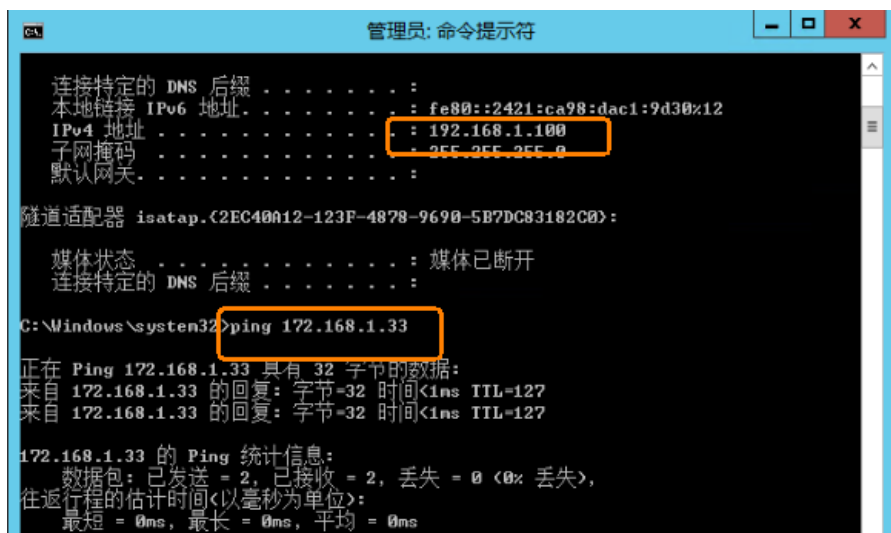 管理员: 命令提示符
连接特定的 DNS 后缀 . . . . . . . :
本地链接 IPv6 地址. . . . . . . . : fe80::2421:ca98:dac1:9d30%12
IPv4 地址 . . . . . . . . . . . . : 192.168.1.100
子网掩码 . . . . . . . . . . . . : 255.255.255.0
默认网关. . . . . . . . . . . . . :
隧道适配器 isatap.{2EC40A12-123F-4878-9690-5B7DC83182C0}:
媒体状态 . . . . . . . . . . . . : 媒体已断开
连接特定的 DNS 后缀 . . . . . . . :
C:\Windows\system32>ping 172.168.1.33
正在 Ping 172.168.1.33 具有 32 字节的数据:
来自 172.168.1.33 的回复: 字节=32 时间<1ms TTL=127
来自 172.168.1.33 的回复: 字节=32 时间<1ms TTL=127
172.168.1.33 的 Ping 统计信息:
数据包: 已发送 = 2, 已接收 = 2, 丢失 = 0 (0% 丢失),
往返行程的估计时间(以毫秒为单位):
最短 = 0ms, 最长 = 0ms, 平均 = 0ms